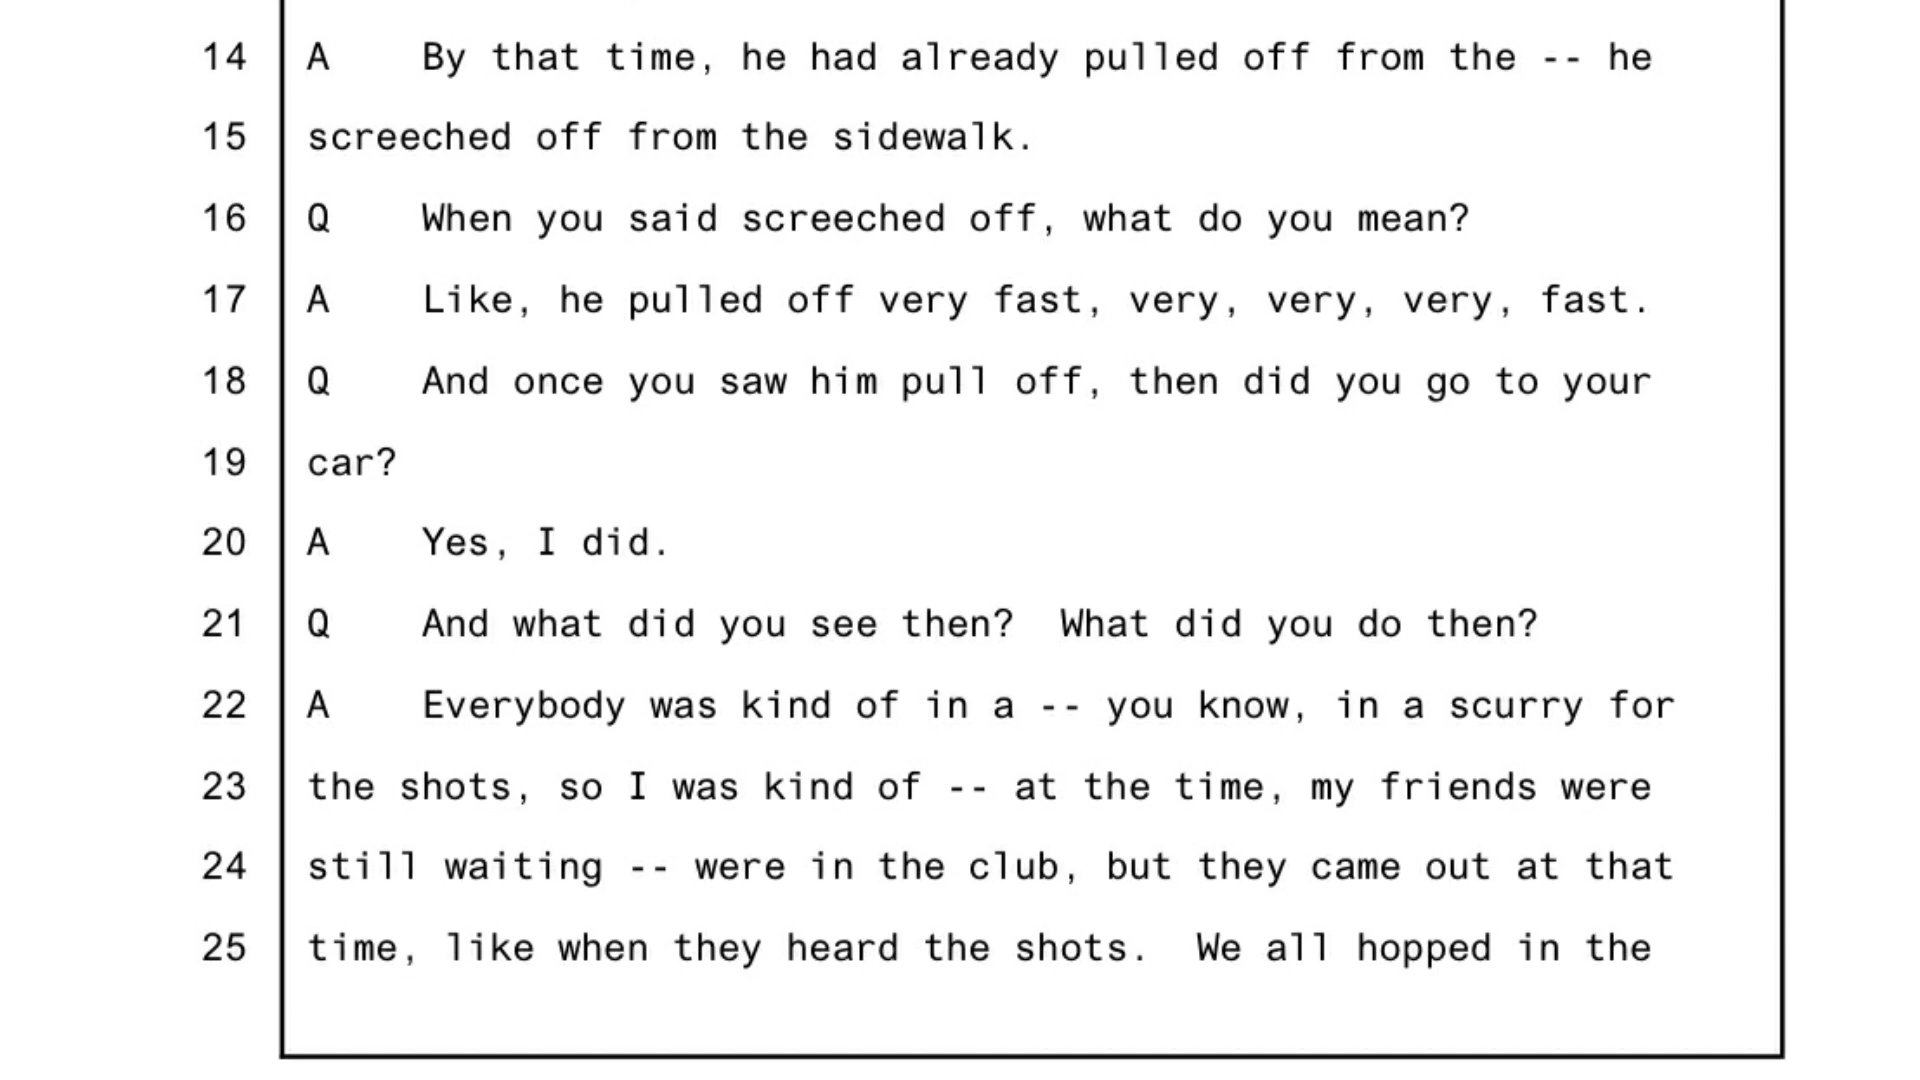 14 A By that time, he had already pulled off from the -- he
15 screeched off from the sidewalk.
16 Q When you said screeched off, what do you mean?
17 A Like, he pulled off very fast, very, very, very, fast.
18 Q And once you saw him pull off, then did you go to your
19 car?
20 A Yes, I did.
21 Q And what did you see then?  What did you do then?
22 A Everybody was kind of in a -- you know, in a scurry for
23 the shots, so I was kind of -- at the time, my friends were
24 still waiting -- were in the club, but they came out at that
25 time, like when they heard the shots.  We all hopped in the